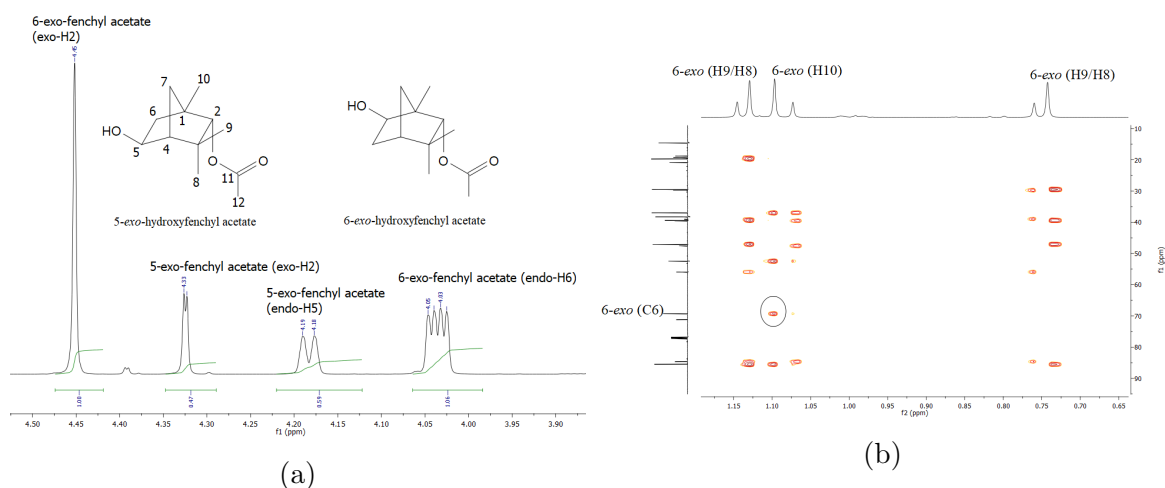 6-exo-fenchyl acetate
(exo-H2)
4.45
7
10
6
1
2
9
HO
5
4
O
O
8
11
12
5-exo-hydroxyfenchyl acetate
HO
O
O
6-exo-hydroxyfenchyl acetate
5-exo-fenchyl acetate (exo-H2)
4.33
5-exo-fenchyl acetate
(endo-H5)
4.19
4.18
6-exo-fenchyl acetate (endo-H6)
4.05
4.03
1.00
0.47
0.59
1.06
4.50 4.45 4.40 4.35 4.30 4.25 4.20 4.15 4.10 4.05 4.00 3.95 3.90
f1 (ppm)
(a)
6-exo (H9/H8)
6-exo (H10)
6-exo (H9/H8)
6-exo (C6)
10
20
30
40
50
60
70
80
90
f1 (ppm)
1.15 1.10 1.05 1.00 0.95 0.90 0.85 0.80 0.75 0.70 0.65
f2 (ppm)
(b)